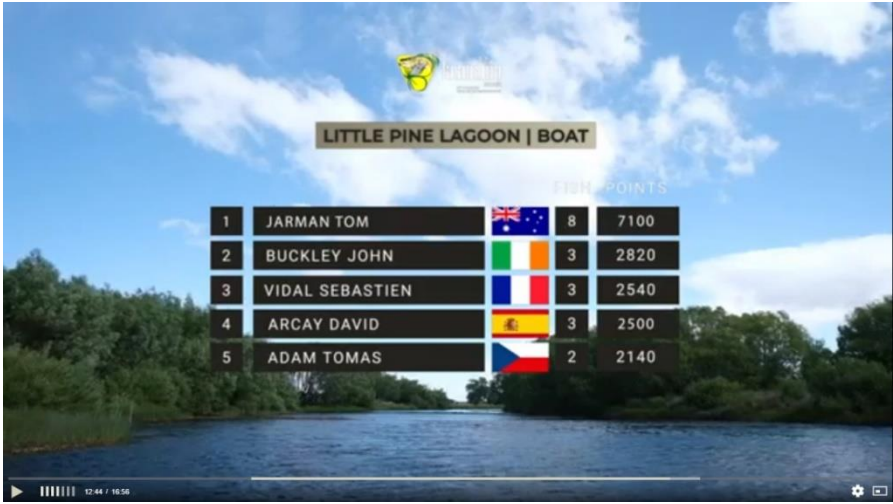 LITTLE PINE LAGOON | BOAT
FISH POINTS
1 JARMAN TOM 8 7100
2 BUCKLEY JOHN 3 2820
3 VIDAL SEBASTIEN 3 2540
4 ARCAY DAVID 3 2500
5 ADAM TOMAS 2 2140
12:44 / 16:56